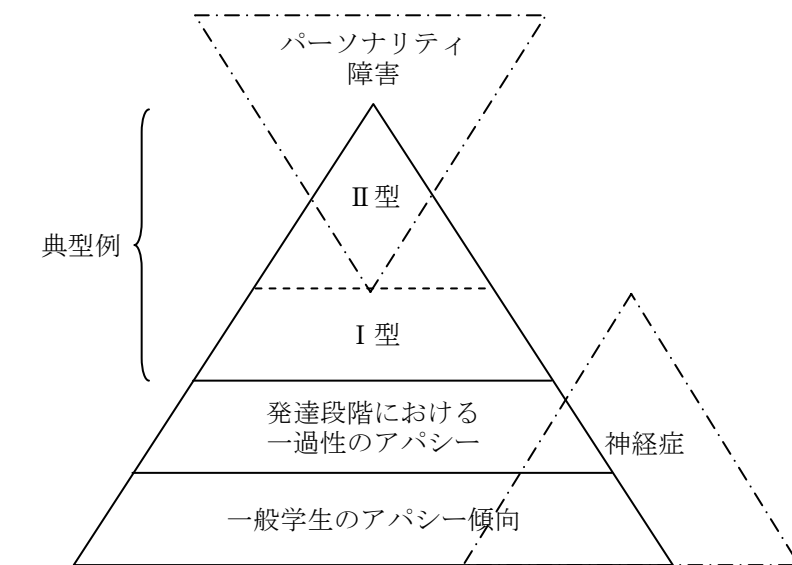 パーソナリティ
障害
Ⅱ型
典型例
Ⅰ型
発達段階における
一過性のアパシー
神経症
一般学生のアパシー傾向